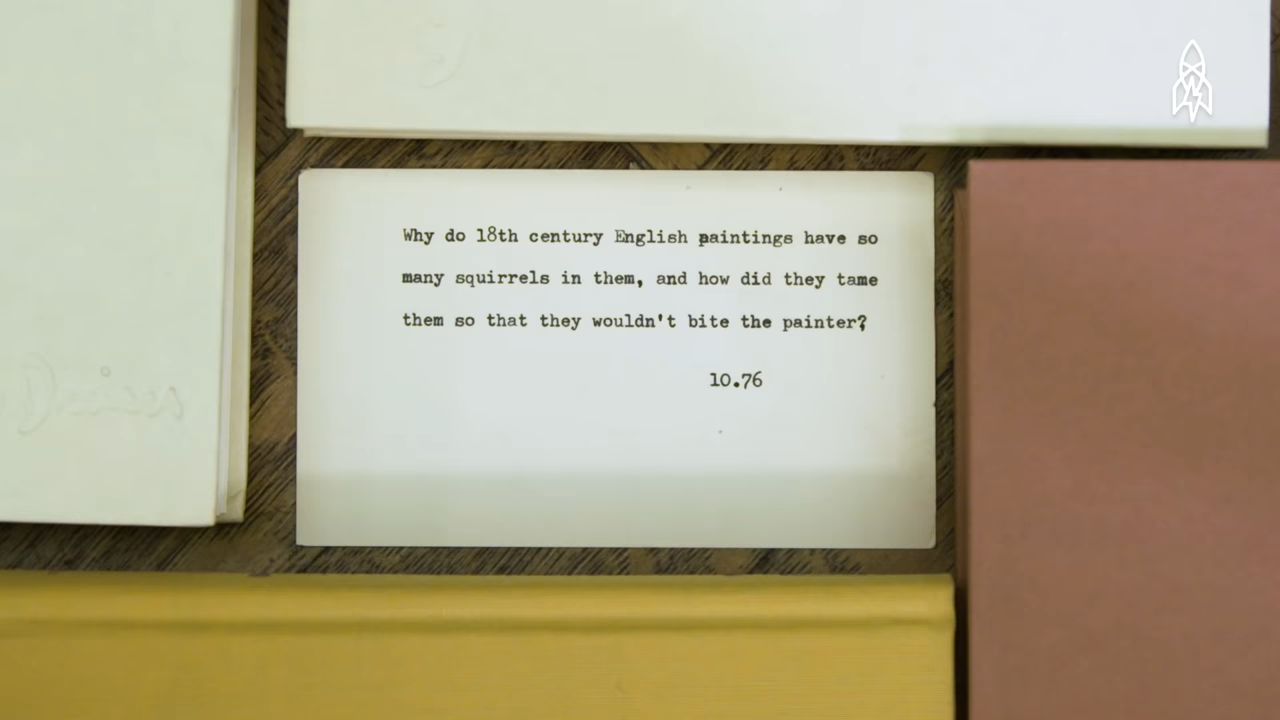 Why do 18th century English paintings have so
many squirrels in them, and how did they tame
them so that they wouldn't bite the painter?
10.76